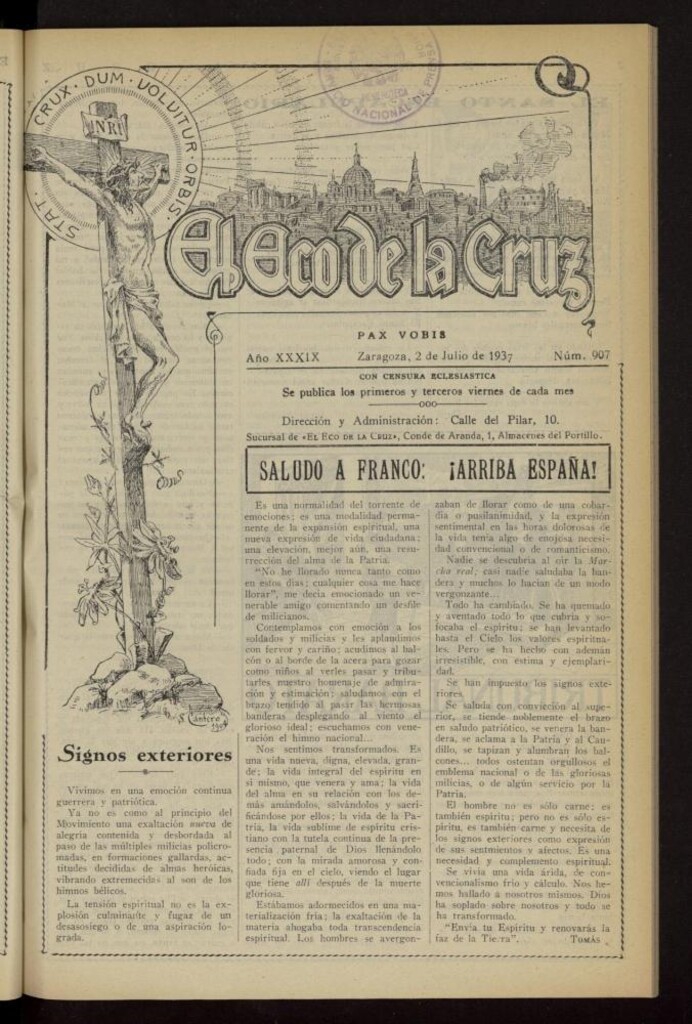 STAT · CRUX · DUM · VOLVITUR · ORBIS
INRI
El Eco de la Cruz
PAX VOBIS
Año XXXIX Zaragoza, 2 de Julio de 1937 Núm. 907
CON CENSURA ECLESIASTICA
Se publica los primeros y terceros viernes de cada mes
Dirección y Administración: Calle del Pilar, 10.
Sucursal de «EL ECO DE LA CRUZ», Conde de Aranda, 1, Almacenes del Portillo.
SALUDO A FRANCO: ¡ARRIBA ESPAÑA!
Signos exteriores
Vivimos en una emoción continua
guerrera y patriótica.
Ya no es como al principio del
Movimiento una exaltación
alegría contenida y desbordada al
paso de las múltiples milicias policro-
madas, en formaciones gallardas, ac-
titudes decididas de almas heróicas,
vibrando extremecidas al son de los
himnos bélicos.
La tensión espiritual no es la ex-
plosión culminante y fugaz de un
desasosiego o de una aspiración lo-
grada.
Es una normalidad del torrente de
emociones; es una modalidad perma-
nente de la expansión espiritual, una
nueva expresión de vida ciudadana;
una elevación, mejor aún, una resu-
rrección del alma de la Patria.
"No he llorado nunca tanto como
en estos días; cualquier cosa me hace
llorar", me decía emocionado un ve-
nerable amigo comentando un desfile
de milicianos.
Contemplamos con emoción a los
soldados y milicias y les aplaudimos
con fervor y cariño; acudimos al bal-
cón o al borde de la acera para gozar
como niños al verles pasar y tribu-
tarles nuestro homenaje de admira-
ción y estimación; saludamos con el
brazo tendido al pasar las hermosas
banderas desplegando al viento el
glorioso ideal; escuchamos con vene-
ración el himno nacional...
Nos sentimos transformados. Es
una vida nueva, digna, elevada, gran-
de; la vida integral del espíritu en
sí mismo, que venera y ama; la vida
del alma en su relación con los de-
más amándolos, salvándolos y sacri-
ficándose por ellos; la vida de la Pa-
tria, la vida sublime de espíritu cris-
tiano con la tutela continua de la pre-
sencia paternal de Dios llenándolo
todo; con la mirada amorosa y con-
fiada fija en el cielo, viendo el lugar
que tiene allí después de la muerte
gloriosa.
Estábamos adormecidos en una ma-
terialización fría; la exaltación de la
materia ahogaba toda transcendencia
espiritual. Los hombres se avergon-
zaban de llorar como de una cobar-
día o pusilanimidad, y la expresión
sentimental en las horas dolorosas de
la vida tenía algo de enojosa necesi-
dad convencional o de romanticismo.
Nadie se descubría al oir la Mar-
cha real; casi nadie saludaba la ban-
dera y muchos lo hacían de un modo
vergonzante...
Todo ha cambiado. Se ha quemado
y aventado todo lo que cubría y so-
focaba el espíritu; se han levantado
hasta el Cielo los valores espiritua-
les. Pero se ha hecho con ademán
irresistible, con estima y ejemplari-
dad.
Se han impuesto los signos exte-
riores.
Se saluda con convicción al supe-
rior, se tiende noblemente el brazo
en saludo patriótico, se venera la ban-
dera, se aclama a la Patria y al Cau-
dillo, se tapizan y alumbran los bal-
cones... todos ostentan orgullosos el
emblema nacional o de las gloriosas
milicias, o de algún servicio por la
Patria.
El hombre no es sólo carne; es
también espíritu; pero no es sólo es-
píritu, es también carne y necesita de
los signos exteriores como expresión
de sus sentimientos y afectos. Es una
necesidad y complemento espiritual.
Se vivía una vida árida, de con-
vencionalismo frío y cálculo. Nos he-
mos hallado a nosotros mismos. Dios
ha soplado sobre nosotros y todo se
ha transformado.
"Envía tu Espíritu y renovarás la
faz de la Tierra". TOMÁS